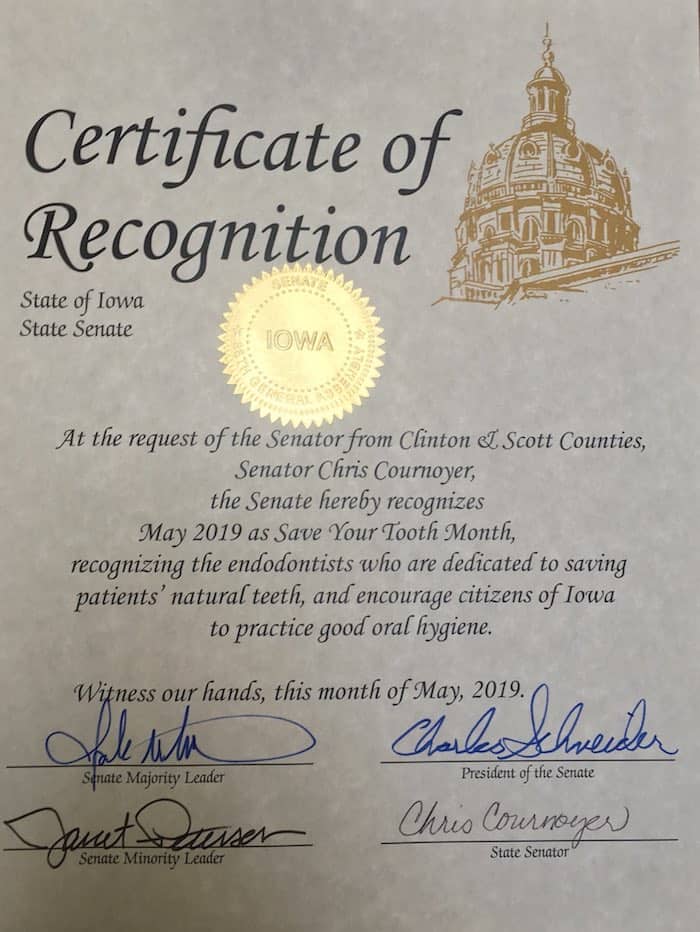 Certificate of
Recognition
State of Iowa
State Senate
SENATE
IOWA
88TH GENERAL ASSEMBLY
At the request of the Senator from Clinton & Scott Counties,
Senator Chris Cournoyer,
the Senate hereby recognizes
May 2019 as Save Your Tooth Month,
recognizing the endodontists who are dedicated to saving
patients' natural teeth, and encourage citizens of Iowa
to practice good oral hygiene.
Witness our hands, this month of May, 2019.
Charles Schneider
Senate Majority Leader
President of the Senate
Janet Petersen
Chris Cournoyer
Senate Minority Leader
State Senator